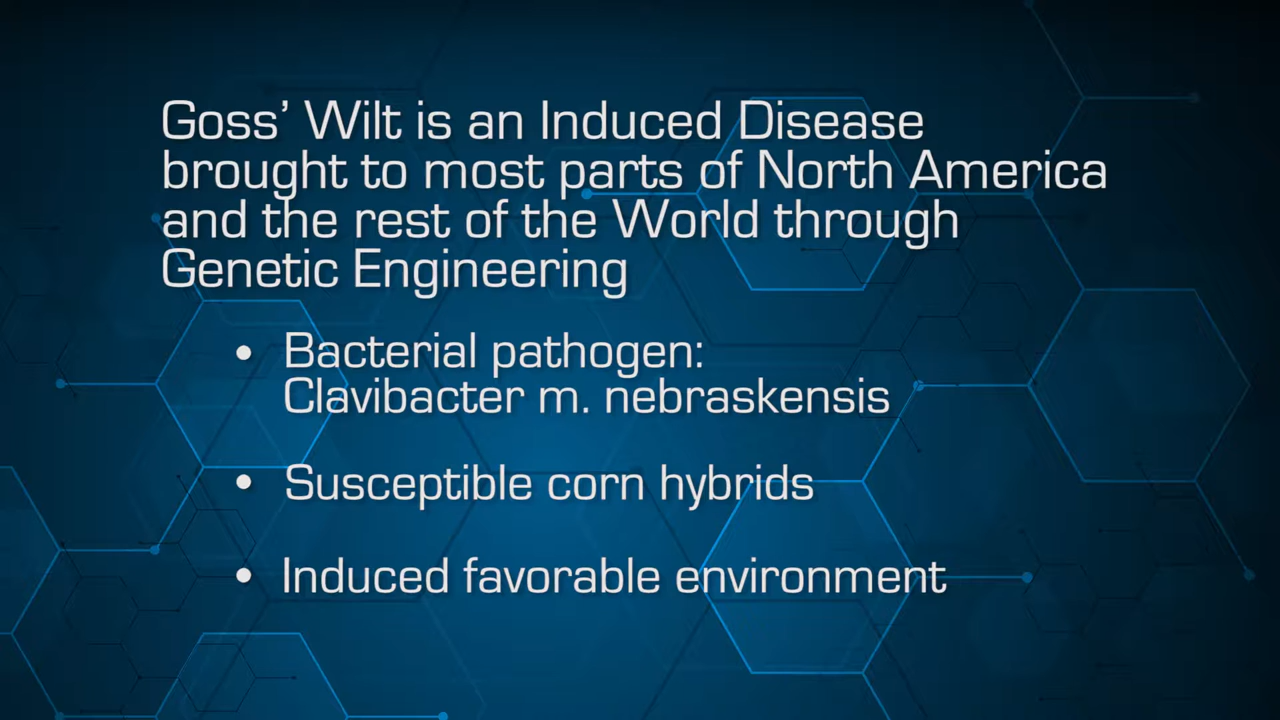 Goss’ Wilt is an Induced Disease
brought to most parts of North America
and the rest of the World through
Genetic Engineering
• Bacterial pathogen:
Clavibacter m. nebraskensis
• Susceptible corn hybrids
• Induced favorable environment